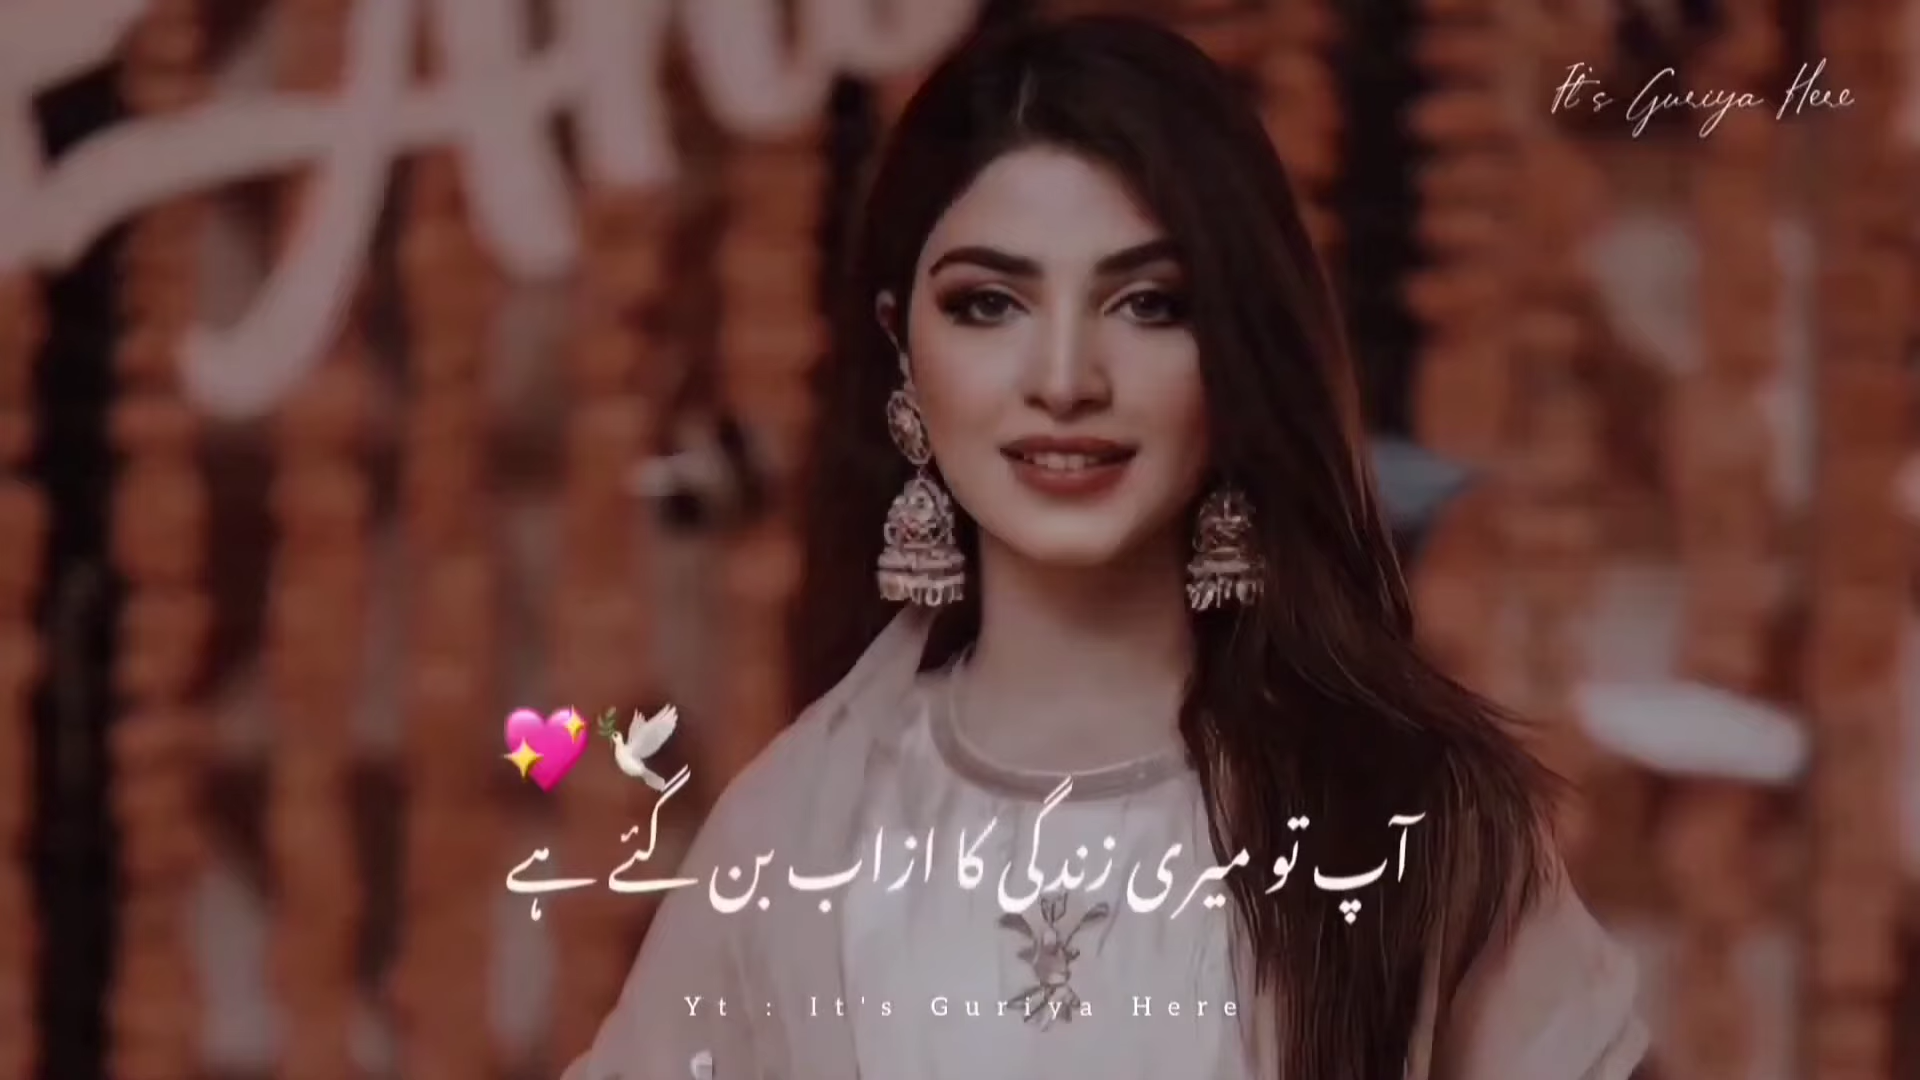 It's Guriya Here
آپ تو میری زندگی کا ازاب بن گئے ہے
Yt : It's Guriya Here